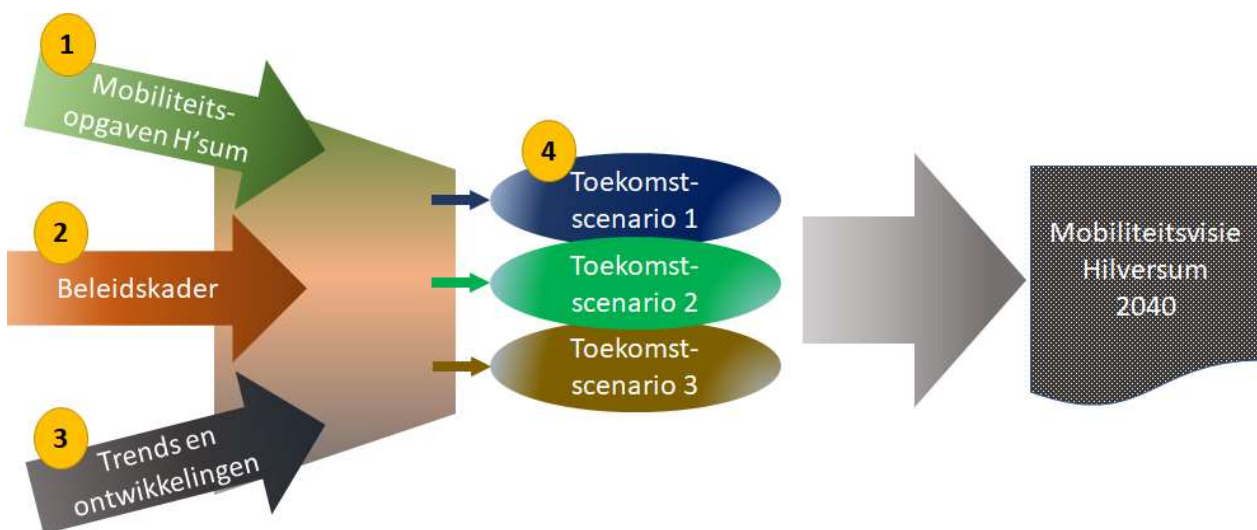 1
Mobiliteits-
opgaven H'sum
2
Beleidskader
3
Trends en
ontwikkelingen
4
Toekomst-
scenario 1
Toekomst-
scenario 2
Toekomst-
scenario 3
Mobiliteitsvisie
Hilversum
2040